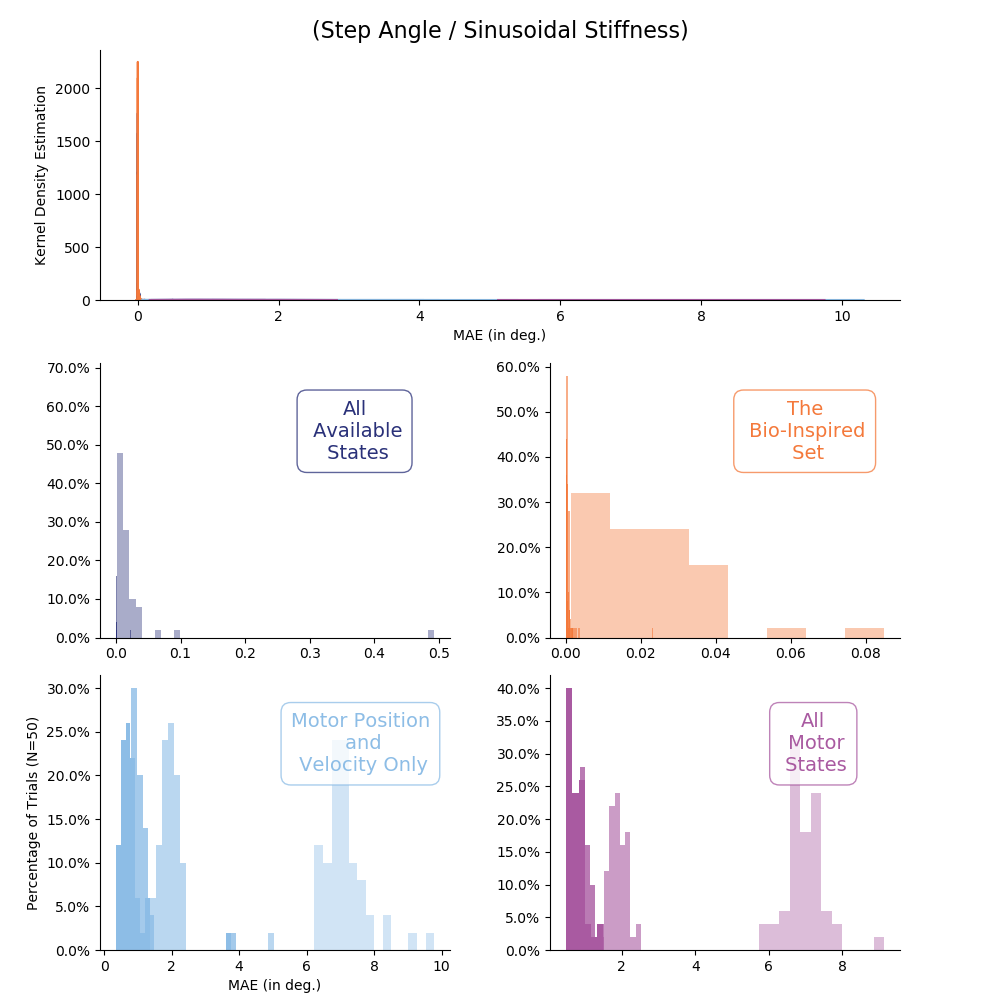 (Step Angle / Sinusoidal Stiffness)
Kernel Density Estimation
2000
1500
1000
500
0
0 2 4 6 8 10
MAE (in deg.)
70.0%
60.0%
50.0%
40.0%
30.0%
20.0%
10.0%
0.0%
0.0 0.1 0.2 0.3 0.4 0.5
All
Available
States
60.0%
50.0%
40.0%
30.0%
20.0%
10.0%
0.0%
0.00 0.02 0.04 0.06 0.08
The
Bio-Inspired
Set
Percentage of Trials (N=50)
30.0%
25.0%
20.0%
15.0%
10.0%
5.0%
0.0%
0 2 4 6 8 10
MAE (in deg.)
Motor Position
and
Velocity Only
40.0%
35.0%
30.0%
25.0%
20.0%
15.0%
10.0%
5.0%
0.0%
2 4 6 8
All
Motor
States